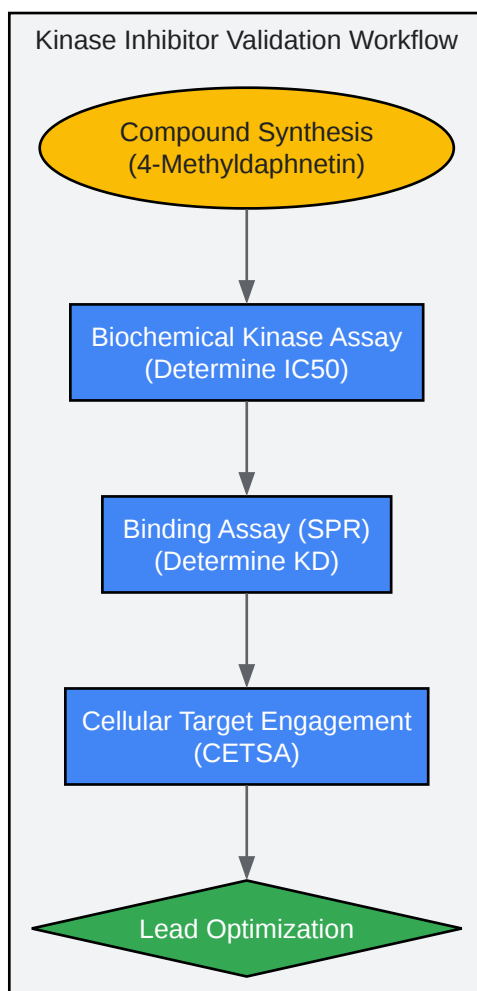 Kinase Inhibitor Validation Workflow
Compound Synthesis
(4-Methyldaphnetin)
Biochemical Kinase Assay
(Determine IC50)
Binding Assay (SPR)
(Determine KD)
Cellular Target Engagement
(CETSA)
Lead Optimization